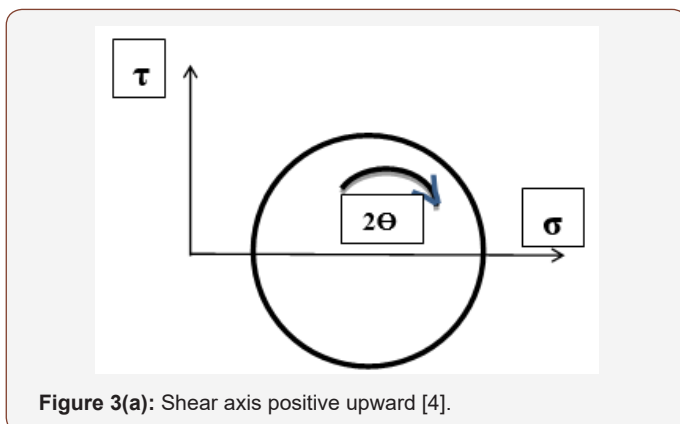 τ
2Θ
σ
Figure 3(a): Shear axis positive upward [4].